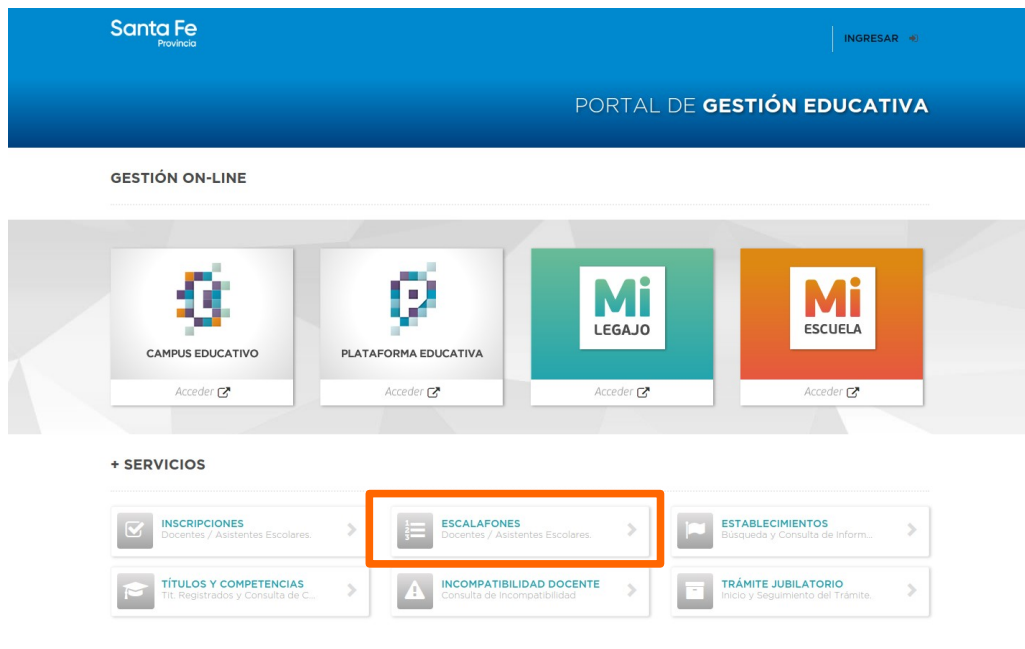 Santa Fe
Provincia
INGRESAR
PORTAL DE GESTIÓN EDUCATIVA
GESTIÓN ON-LINE
CAMPUS EDUCATIVO
Acceder
PLATAFORMA EDUCATIVA
Acceder
Mi
LEGAJO
Acceder
Mi
ESCUELA
Acceder
+ SERVICIOS
INSCRIPCIONES
Docentes / Asistentes Escolares.
ESCALAFONES
Docentes / Asistentes Escolares.
ESTABLECIMIENTOS
Búsqueda y Consulta de Inform...
TÍTULOS Y COMPETENCIAS
Tít. Registrados y Consulta de C...
INCOMPATIBILIDAD DOCENTE
Consulta de Incompatibilidad
TRÁMITE JUBILATORIO
Inicio y Seguimiento del Trámite.